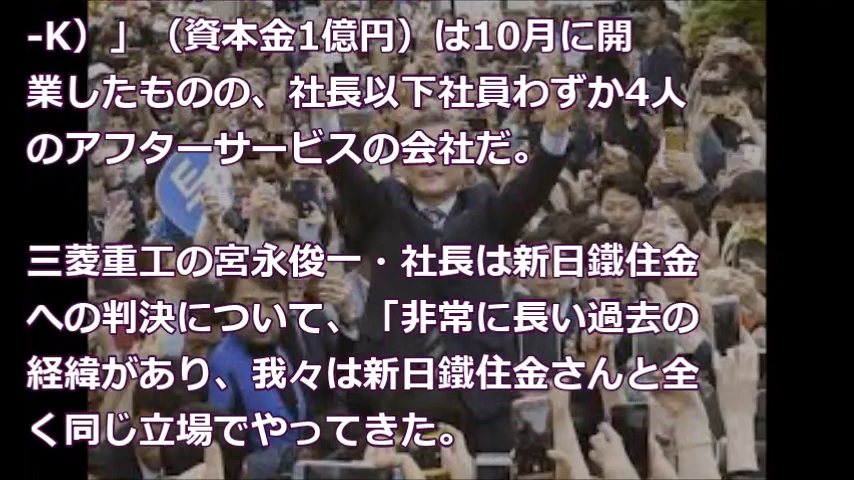 -K）」（資本金1億円）は10月に開
業したものの、社長以下社員わずか4人
のアフターサービスの会社だ。
三菱重工の宮永俊一・社長は新日鐵住金
への判決について、「非常に長い過去の
経緯があり、我々は新日鐵住金さんと全
く同じ立場でやってきた。